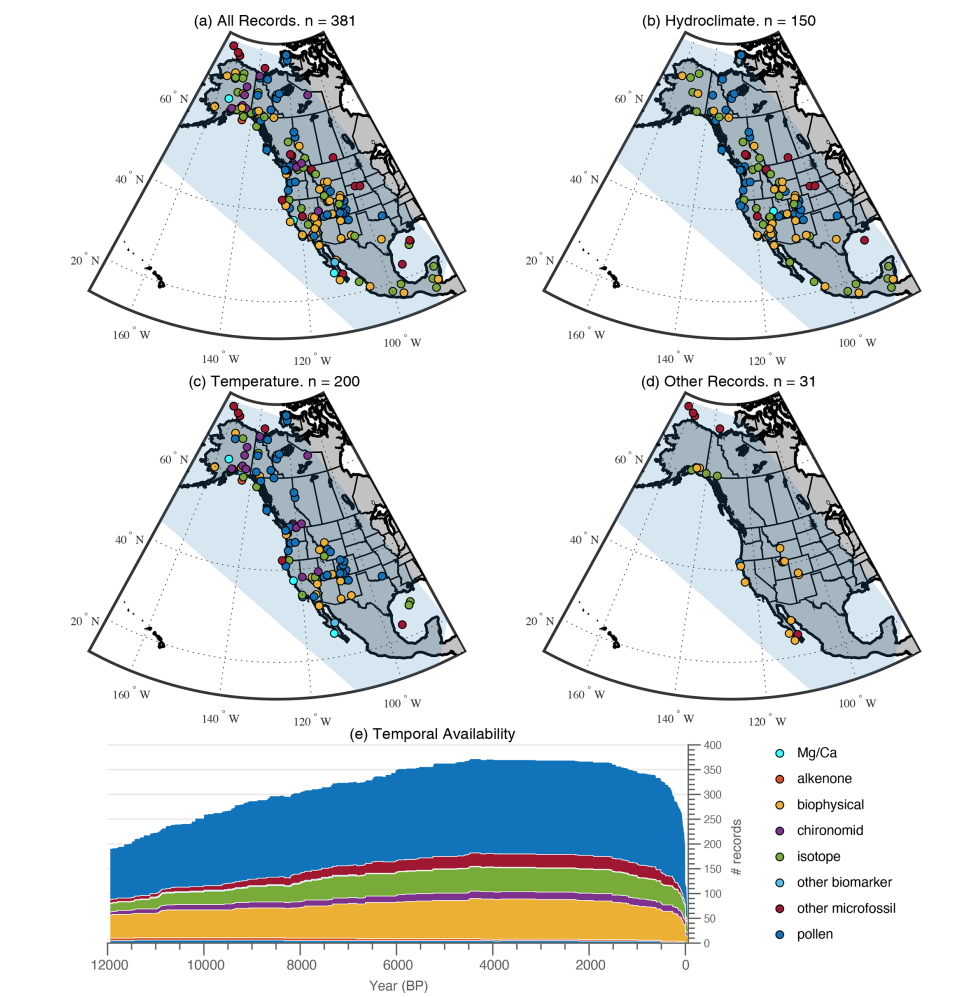 (a) All Records. n = 381
(b) Hydroclimate. n = 150
60 ° N
40 ° N
20 ° N
160 ° W
140 ° W
120 ° W
100 ° W
60 ° N
40 ° N
20 ° N
160 ° W
140 ° W
120 ° W
100 ° W
(c) Temperature. n = 200
(d) Other Records. n = 31
60 ° N
40 ° N
20 ° N
160 ° W
140 ° W
120 ° W
100 ° W
60 ° N
40 ° N
20 ° N
160 ° W
140 ° W
120 ° W
100 ° W
(e) Temporal Availability
400
350
300
250
200
150
100
50
0
# records
12000
10000
8000
6000
4000
2000
0
Year (BP)
Mg/Ca
alkenone
biophysical
chironomid
isotope
other biomarker
other microfossil
pollen